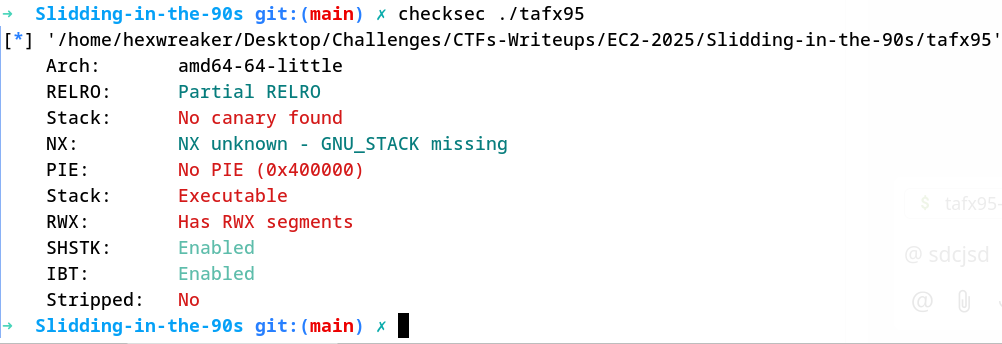 →  Slidding-in-the-90s git:(main) ✗ checksec ./tafx95
[*] '/home/hexwreaker/Desktop/Challenges/CTFs-Writeups/EC2-2025/Slidding-in-the-90s/tafx95'
Arch:       amd64-64-little
RELRO:      Partial RELRO
Stack:      No canary found
NX:         NX unknown - GNU_STACK missing
PIE:        No PIE (0x400000)
Stack:      Executable
RWX:        Has RWX segments
SHSTK:      Enabled
IBT:        Enabled
Stripped:   No
$ tafx95-
@ sdcjsd
@
→  Slidding-in-the-90s git:(main) ✗